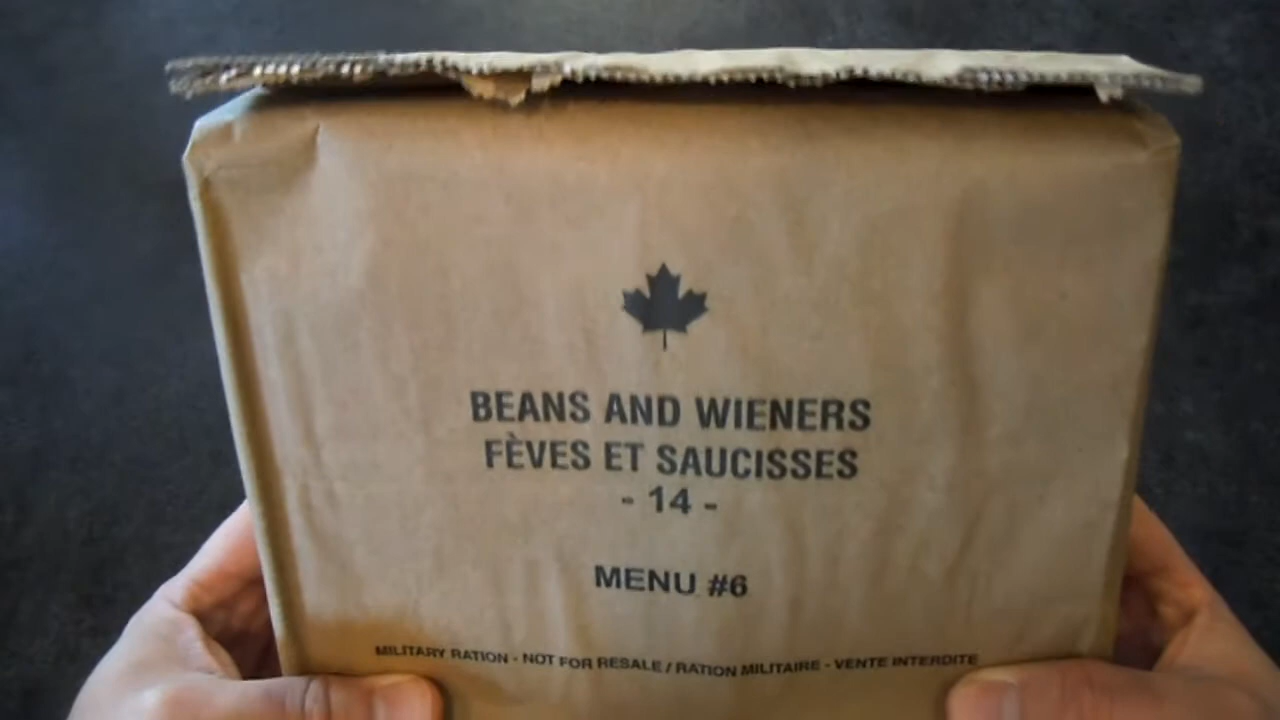 BEANS AND WIENERS
FÈVES ET SAUCISSES
- 14 -
MENU #6
MILITARY RATION - NOT FOR RESALE / RATION MILITAIRE - VENTE INTERDITE